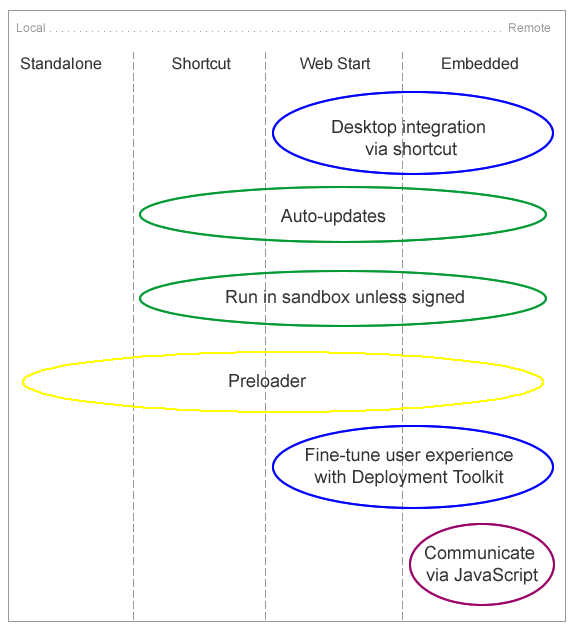 Local Remote
Standalone Shortcut Web Start Embedded
Desktop integration
via shortcut
Auto-updates
Run in sandbox unless signed
Preloader
Fine-tune user experience
with Deployment Toolkit
Communicate
via JavaScript